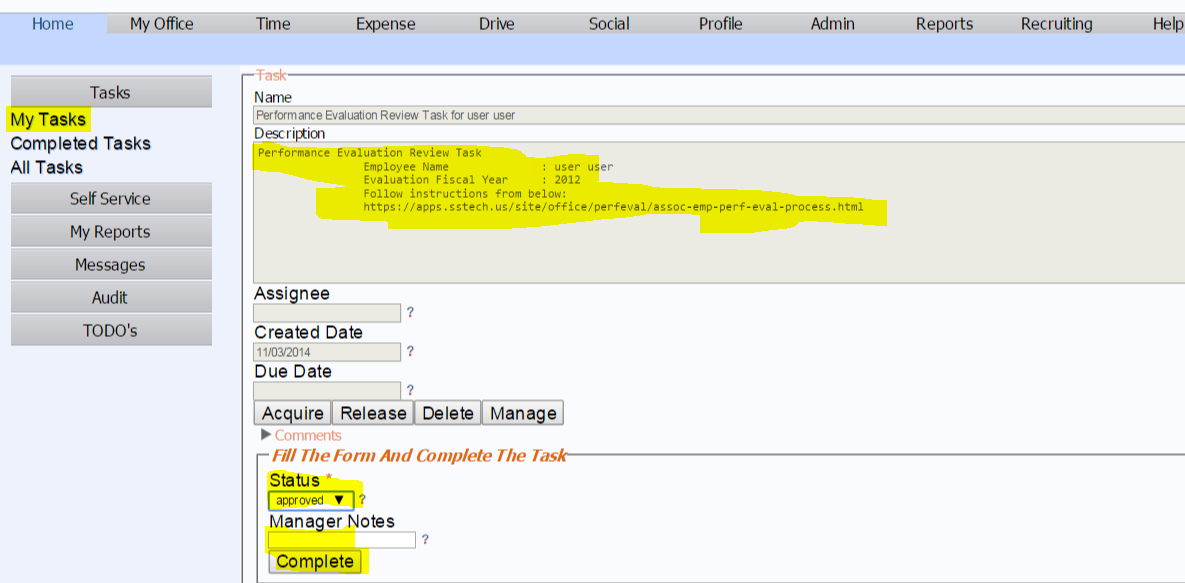 Home My Office Time Expense Drive Social Profile Admin Reports Recruiting Help
Tasks
My Tasks
Completed Tasks
All Tasks
Self Service
My Reports
Messages
Audit
TODO's
Task
Name
Performance Evaluation Review Task for user user
Description
Performance Evaluation Review Task
Employee Name : user user
Evaluation Fiscal Year : 2012
Follow instructions from below:
https://apps.sstech.us/site/office/perfeval/assoc-emp-perf-eval-process.html
Assignee
?
Created Date
11/03/2014 ?
Due Date
?
Acquire Release Delete Manage
Comments
Fill The Form And Complete The Task
Status *
approved ?
Manager Notes
?
Complete